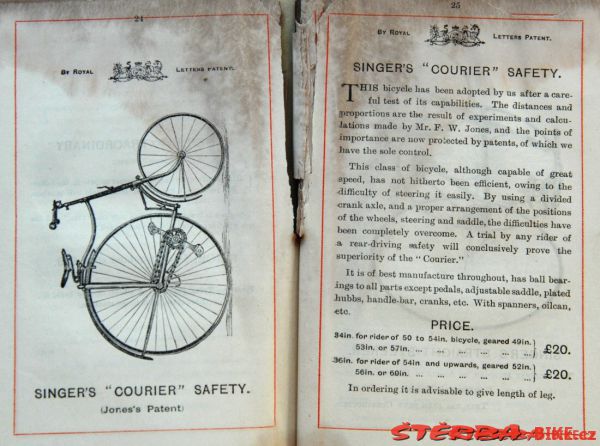 24
BY ROYAL LETTERS PATENT.
SINGER'S "COURIER" SAFETY.
(Jones's Patent)
25
BY ROYAL LETTERS PATENT.
SINGER'S "COURIER" SAFETY.
THIS bicycle has been adopted by us after a care-
ful test of its capabilities. The distances and
proportions are the result of experiments and calcu-
lations made by Mr. F. W. Jones, and the points of
importance are now protected by patents, of which we
have the sole control.
This class of bicycle, although capable of great
speed, has not hitherto been efficient, owing to the
difficulty of steering it easily. By using a divided
crank axle, and a proper arrangement of the positions
of the wheels, steering and saddle, the difficulties have
been completely overcome. A trial by any rider of
a rear-driving safety will conclusively prove the
superiority of the "Courier."
It is of best manufacture throughout, has ball bear-
ings to all parts except pedals, adjustable saddle, plated
hubbs, handle-bar, cranks, etc. With spanners, oilcan,
etc.
PRICE.
34in. for rider of 50 to 54in. bicycle, geared 49in.
53in. or 57in. ... ... ... ... ... £20.
36in. for rider of 54in and upwards, geared 52in.
56in. or 60in. ... ... ... ... ... £20.
In ordering it is advisable to give length of leg.
ŠTĚRBA-BIKE.cz